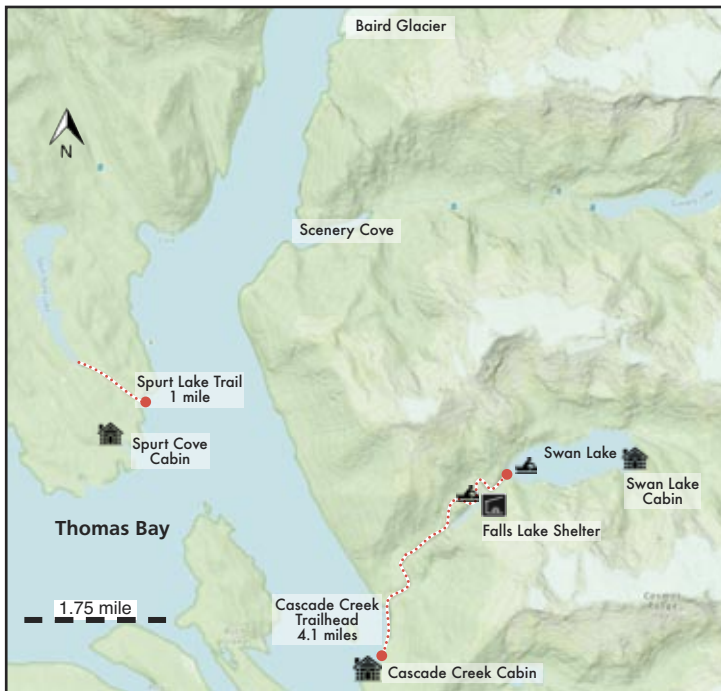 Baird Glacier
N
Scenery Cove
Spurt Lake Trail
1 mile
Spurt Cove
Cabin
Swan Lake
Swan Lake
Cabin
Falls Lake Shelter
Thomas Bay
1.75 mile
Cascade Creek
Trailhead
4.1 miles
Cascade Creek Cabin